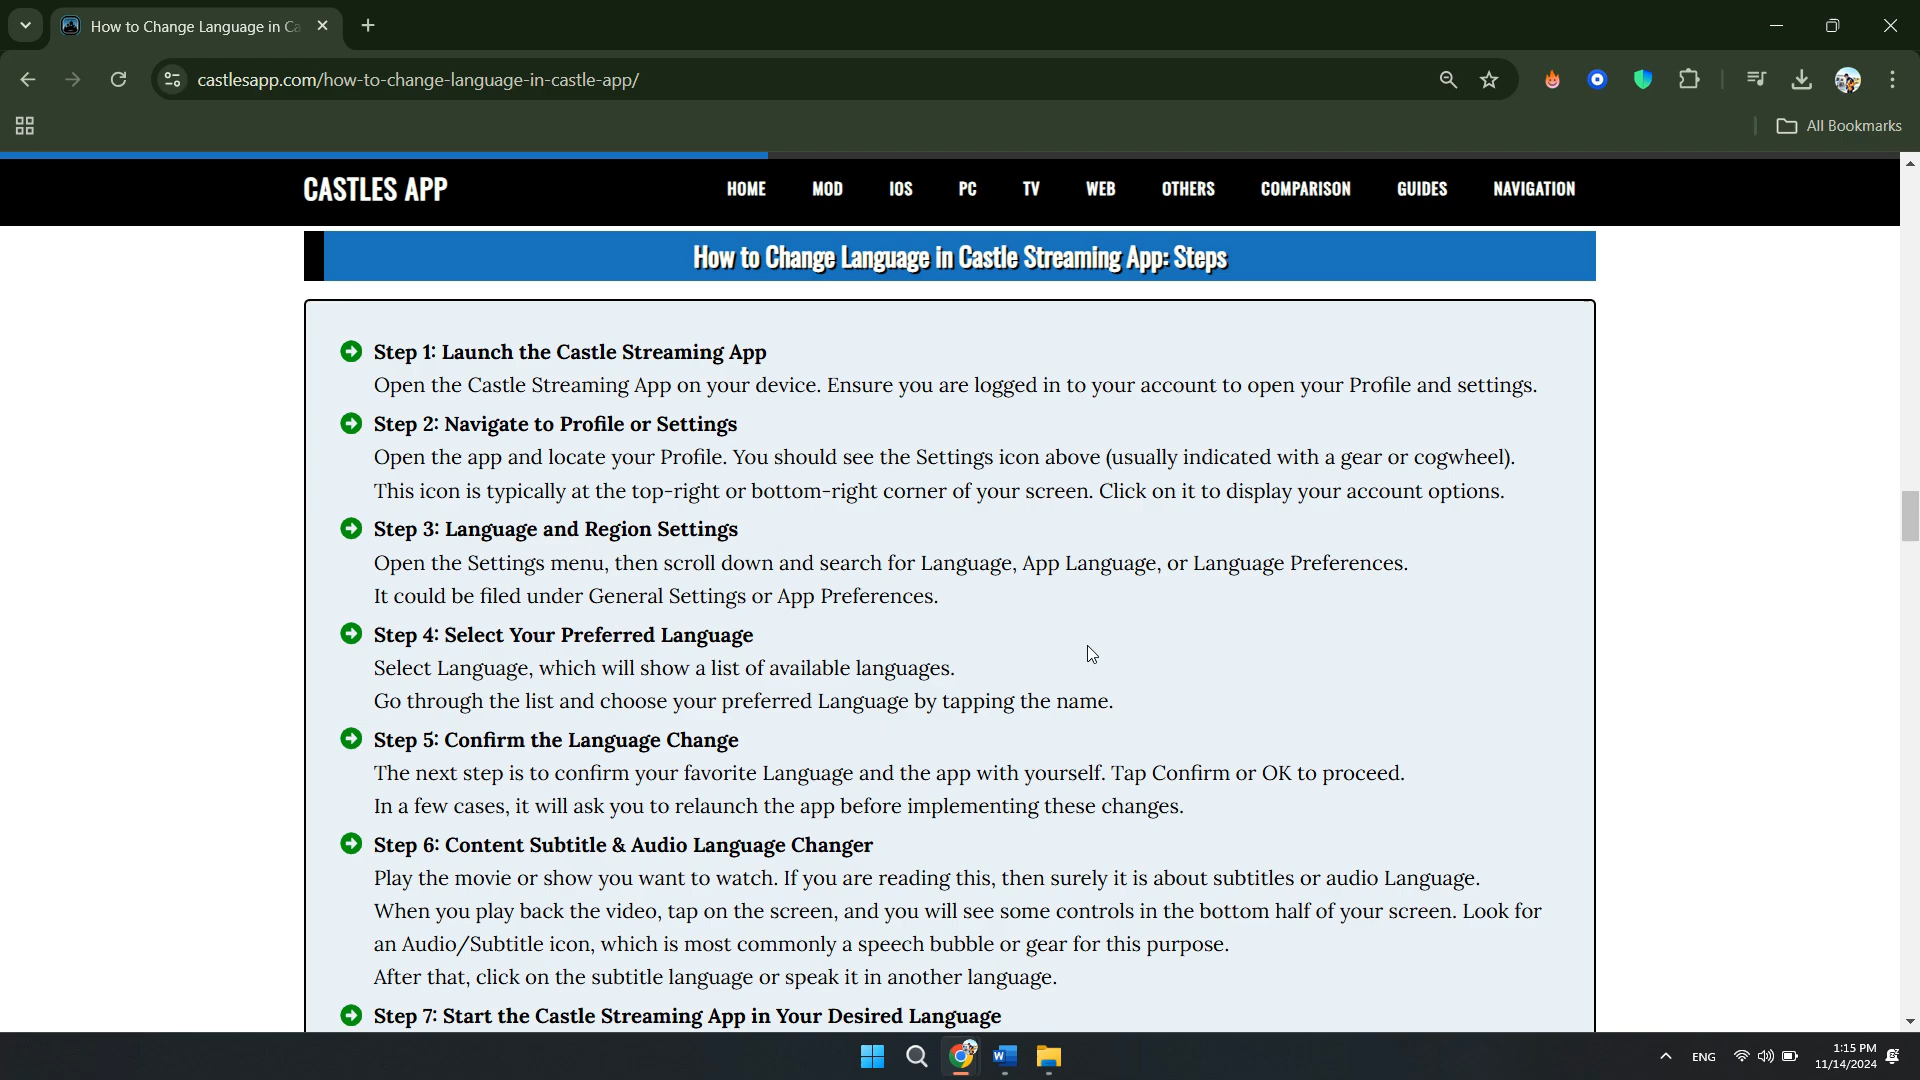 How to Change Language in Ca
castlesapp.com/how-to-change-language-in-castle-app/
All Bookmarks
CASTLES APP
HOME MOD IOS PC TV WEB OTHERS COMPARISON GUIDES NAVIGATION
How to Change Language in Castle Streaming App: Steps
Step 1: Launch the Castle Streaming App
Open the Castle Streaming App on your device. Ensure you are logged in to your account to open your Profile and settings.
Step 2: Navigate to Profile or Settings
Open the app and locate your Profile. You should see the Settings icon above (usually indicated with a gear or cogwheel).
This icon is typically at the top-right or bottom-right corner of your screen. Click on it to display your account options.
Step 3: Language and Region Settings
Open the Settings menu, then scroll down and search for Language, App Language, or Language Preferences.
It could be filed under General Settings or App Preferences.
Step 4: Select Your Preferred Language
Select Language, which will show a list of available languages.
Go through the list and choose your preferred Language by tapping the name.
Step 5: Confirm the Language Change
The next step is to confirm your favorite Language and the app with yourself. Tap Confirm or OK to proceed.
In a few cases, it will ask you to relaunch the app before implementing these changes.
Step 6: Content Subtitle & Audio Language Changer
Play the movie or show you want to watch. If you are reading this, then surely it is about subtitles or audio Language.
When you play back the video, tap on the screen, and you will see some controls in the bottom half of your screen. Look for
an Audio/Subtitle icon, which is most commonly a speech bubble or gear for this purpose.
After that, click on the subtitle language or speak it in another language.
Step 7: Start the Castle Streaming App in Your Desired Language
ENG
1:15 PM
11/14/2024